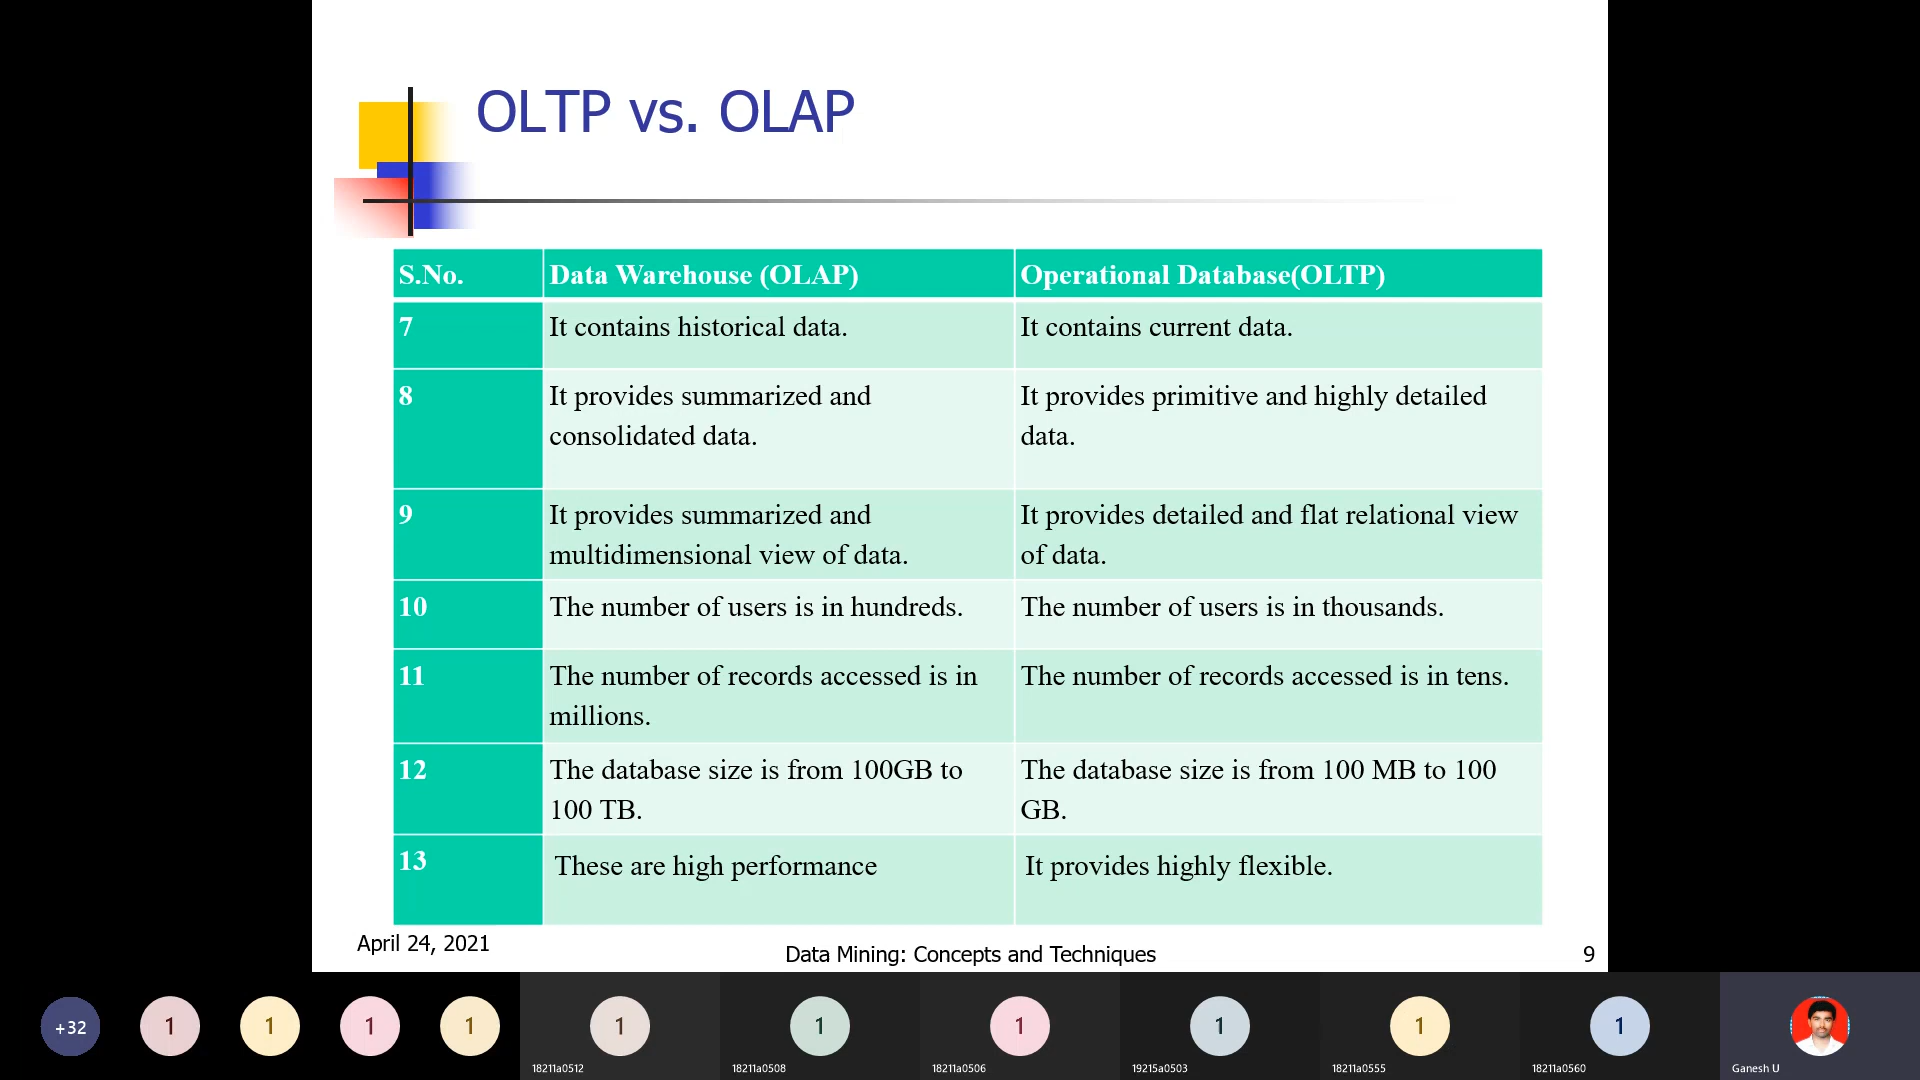 OLTP vs. OLAP
S.No.
Data Warehouse (OLAP)
Operational Database(OLTP)
7
It contains historical data.
It contains current data.
8
It provides summarized and
consolidated data.
It provides primitive and highly detailed
data.
9
It provides summarized and
multidimensional view of data.
It provides detailed and flat relational view
of data.
10
The number of users is in hundreds.
The number of users is in thousands.
11
The number of records accessed is in
millions.
The number of records accessed is in tens.
12
The database size is from 100GB to
100 TB.
The database size is from 100 MB to 100
GB.
13
These are high performance
It provides highly flexible.
April 24, 2021
Data Mining: Concepts and Techniques
9
+32
1
1
1
1
1
18211a0512
1
18211a0508
1
18211a0506
1
19215a0503
1
18211a0555
1
18211a0560
Ganesh U